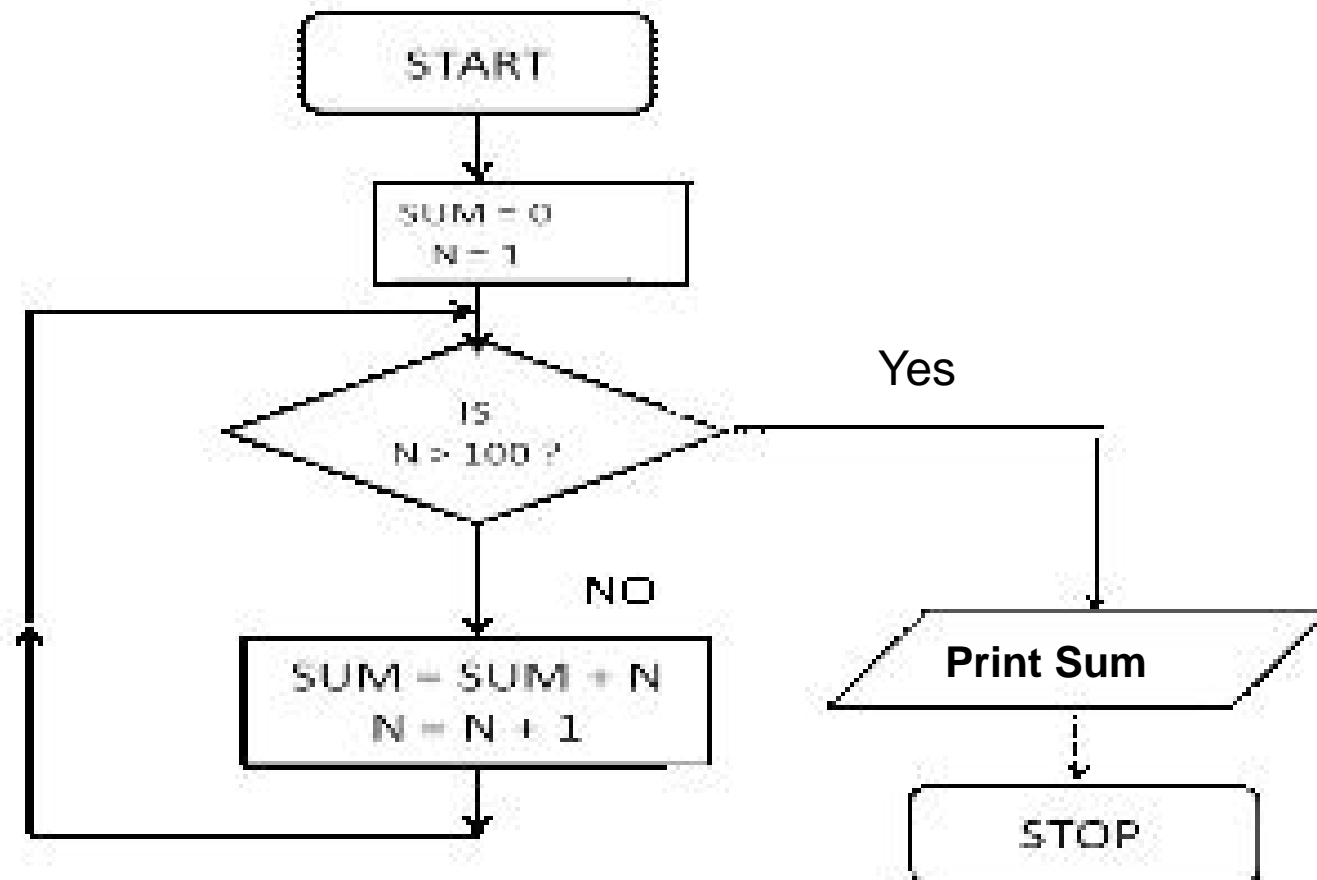 START
SUM = 0
N = 1
IS
N > 100 ?
Yes
NO
SUM = SUM + N
N = N + 1
Print Sum
STOP